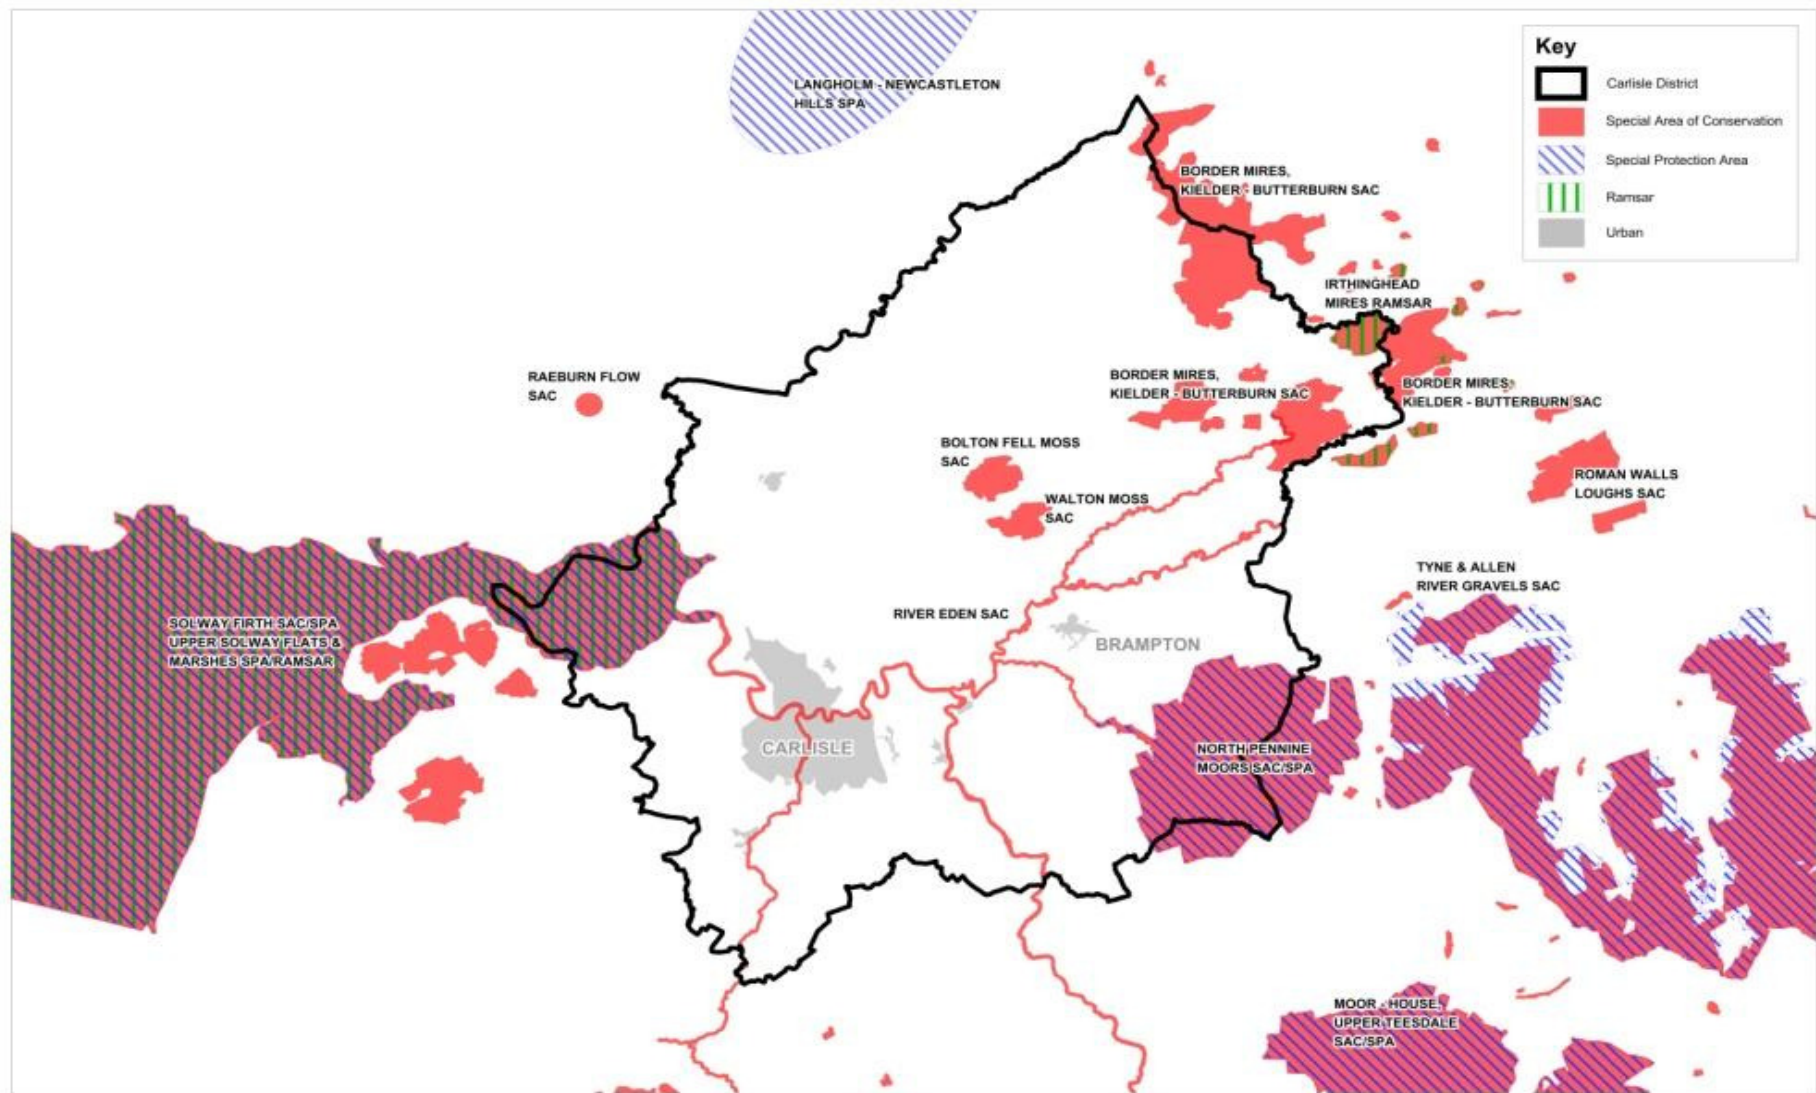 Key
Carlisle District
Special Area of Conservation
Special Protection Area
Ramsar
Urban
LANGHOLM - NEWCASTLETON
HILLS SPA
BORDER MIRES,
KIELDER - BUTTERBURN SAC
IRTHINGHEAD
MIRES RAMSAR
RAEBURN FLOW
SAC
BORDER MIRES,
KIELDER - BUTTERBURN SAC
BORDER MIRES,
KIELDER - BUTTERBURN SAC
BOLTON FELL MOSS
SAC
WALTON MOSS
SAC
ROMAN WALLS
LOUGHS SAC
TYNE & ALLEN
RIVER GRAVELS SAC
SOLWAY FIRTH SAC/SPA
UPPER SOLWAY FLATS &
MARSHES SPA/RAMSAR
RIVER EDEN SAC
BRAMPTON
CARLISLE
NORTH PENNINE
MOORS SAC/SPA
MOOR - HOUSE,
UPPER TEESDALE
SAC/SPA